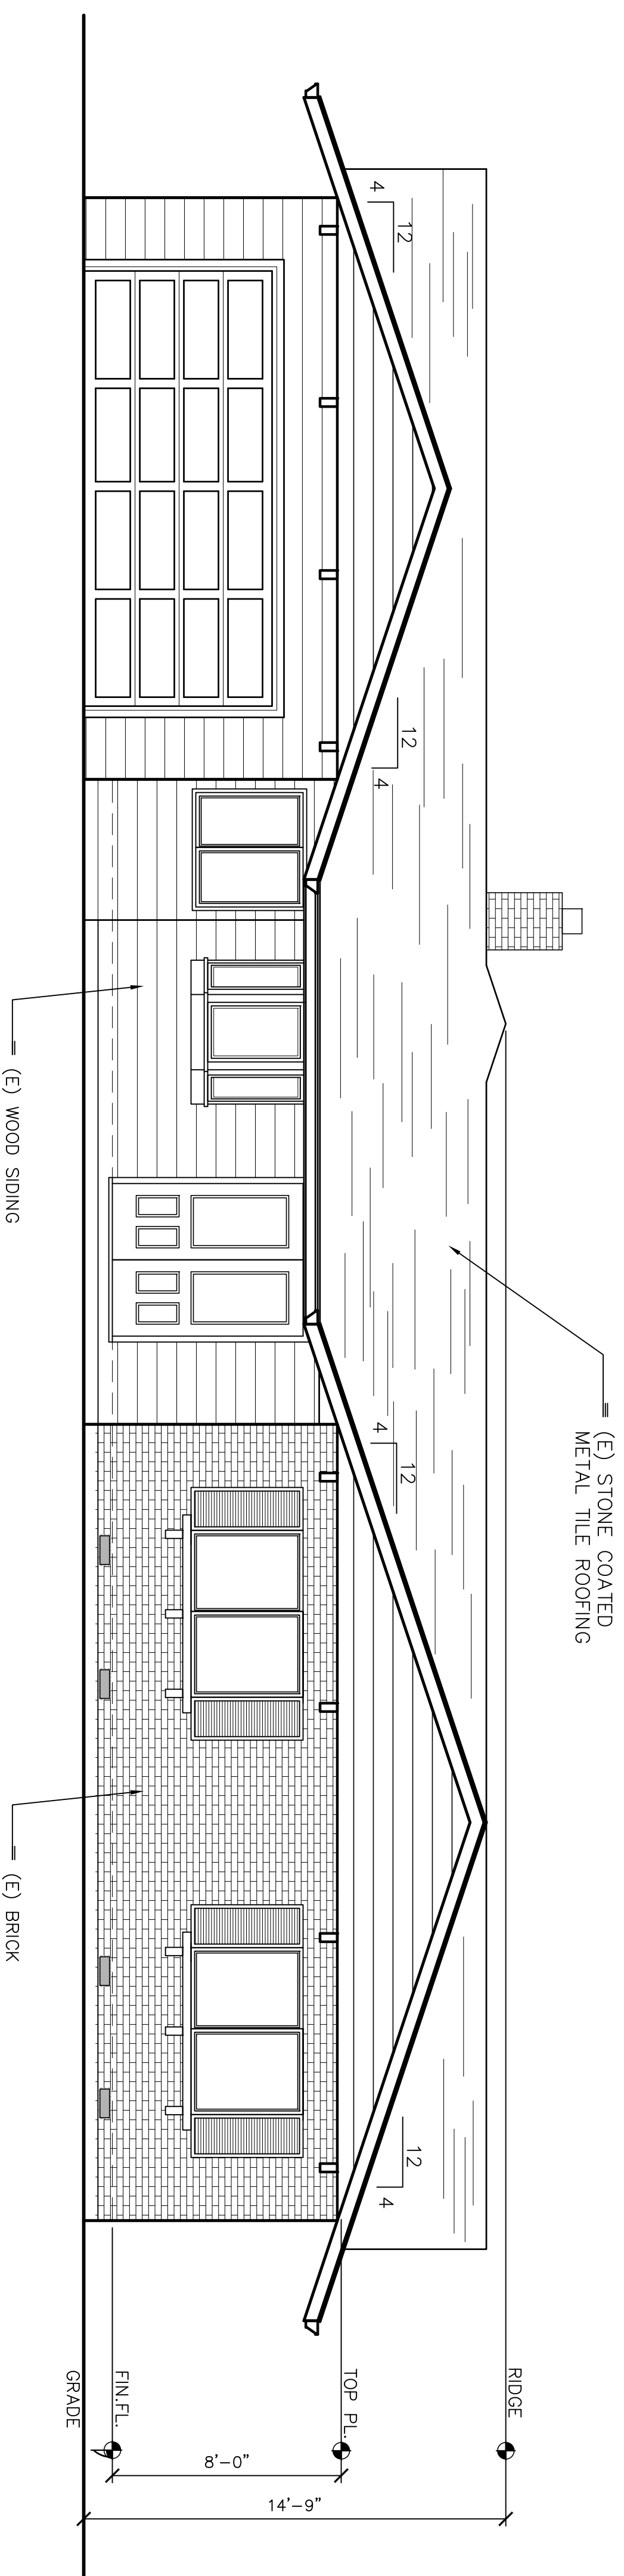 (E) STONE COATED
METAL TILE ROOFING
4
12
12
4
4
12
12
4
RIDGE
TOP PL.
FIN.FL.
GRADE
8'-0"
14'-9"
(E) WOOD SIDING
(E) BRICK